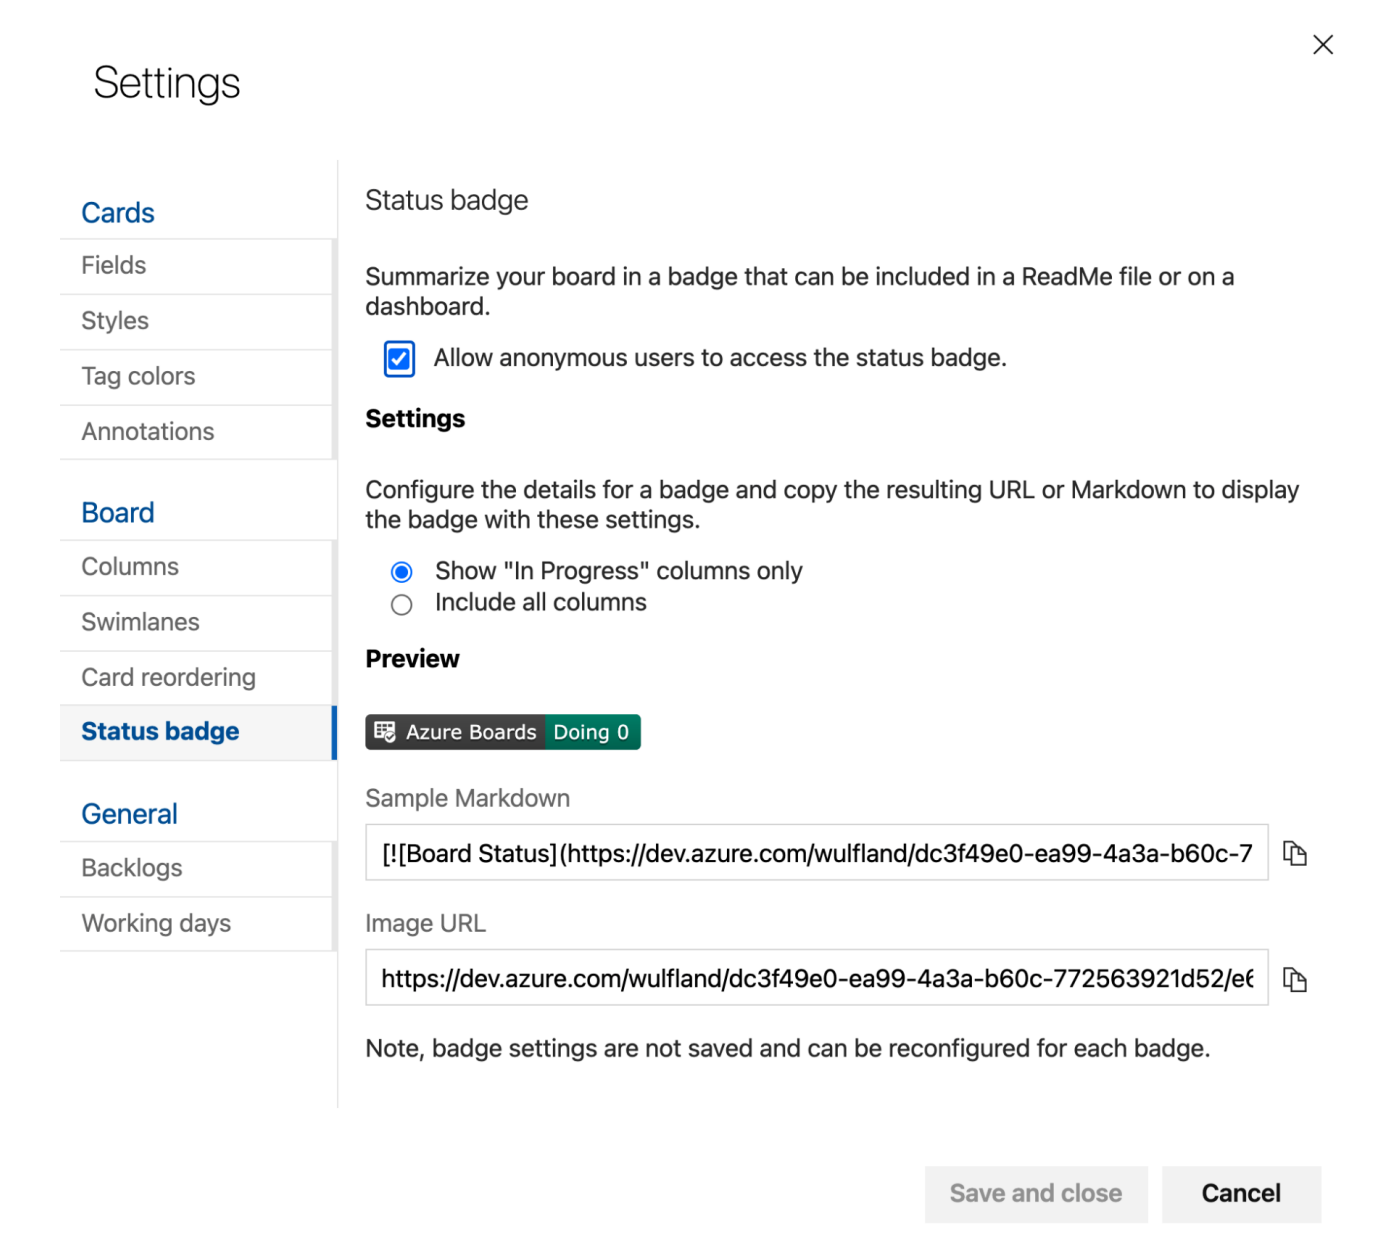 Settings
Cards
Fields
Styles
Tag colors
Annotations
Board
Columns
Swimlanes
Card reordering
Status badge
General
Backlogs
Working days
Status badge
Summarize your board in a badge that can be included in a ReadMe file or on a
dashboard.
Allow anonymous users to access the status badge.
Settings
Configure the details for a badge and copy the resulting URL or Markdown to display
the badge with these settings.
Show "In Progress" columns only
Include all columns
Preview
Azure Boards Doing 0
Sample Markdown
[![Board Status](https://dev.azure.com/wulfland/dc3f49e0-ea99-4a3a-b60c-7
Image URL
https://dev.azure.com/wulfland/dc3f49e0-ea99-4a3a-b60c-772563921d52/e6
Note, badge settings are not saved and can be reconfigured for each badge.
Save and close
Cancel